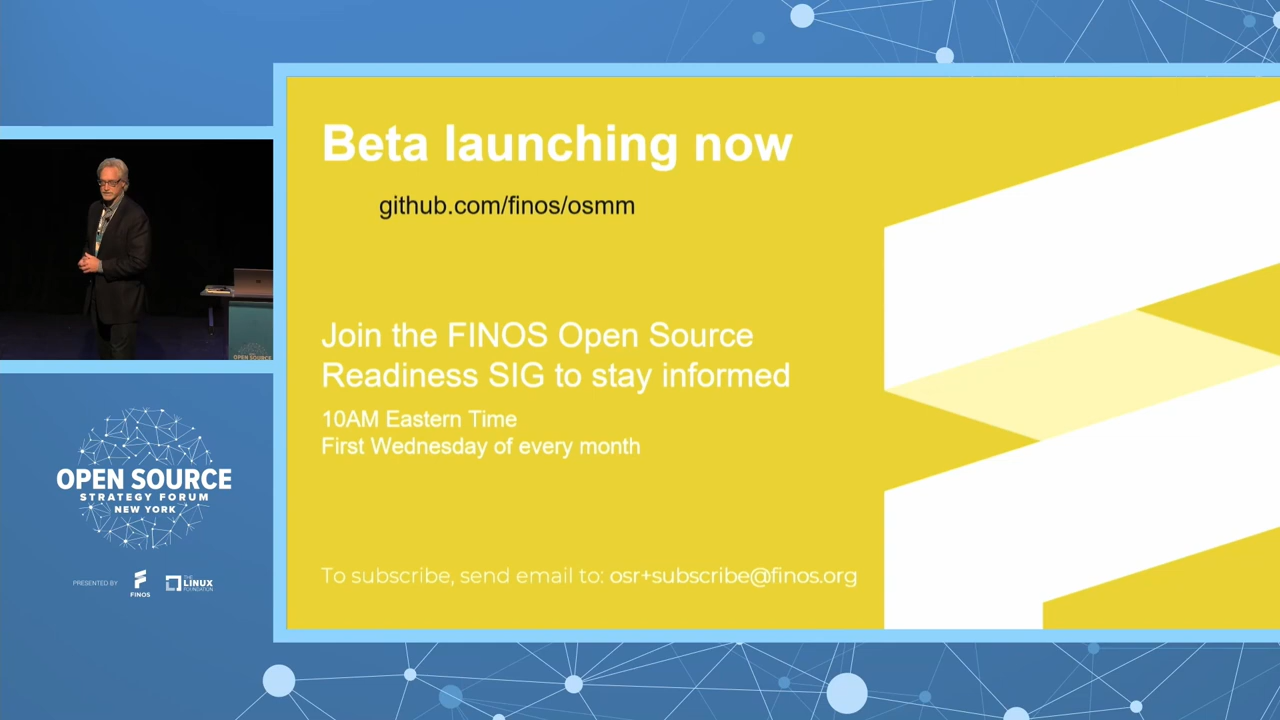 Beta launching now
github.com/finos/osmm
Join the FINOS Open Source
Readiness SIG to stay informed
10AM Eastern Time
First Wednesday of every month
To subscribe, send email to: osr+subscribe@finos.org
OPEN SOURCE
OPEN SOURCE
STRATEGY FORUM
NEW YORK
PRESENTED BY
FINOS
THE
LINUX
FOUNDATION